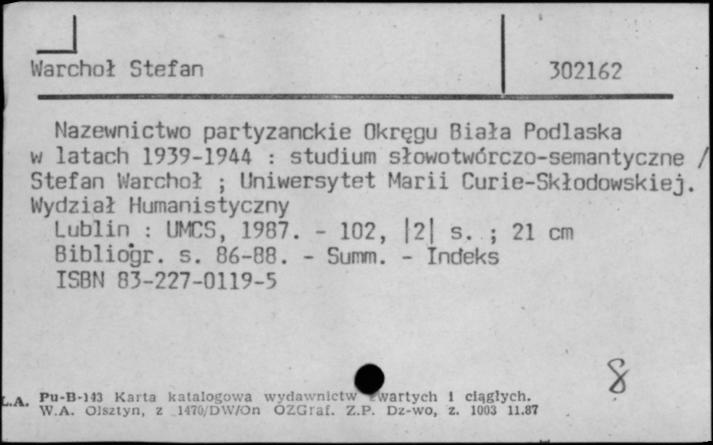 Warchoł Stefan 302162
Nazewnictwo partyzanckie Okręgu Biała Podlaska
w latach 1939-1944 : studium słowotwórczo-semantyczne /
Stefan Warchoł ; Uniwersytet Marii Curie-Skłodowskiej.
Wydział Humanistyczny
Lublin : UMCS, 1987. - 102, |2| s. ; 21 cm
Bibliogr. s. 86-88. - Summ. - Indeks
ISBN 83-227-0119-5
8
L.A. Pu-B-143 Karta katalogowa wydawnictw zwartych i ciągłych.
W.A. Olsztyn, z 1470/DW/On OZGraf. Z.P. Dz-wo, z. 1003 11.87